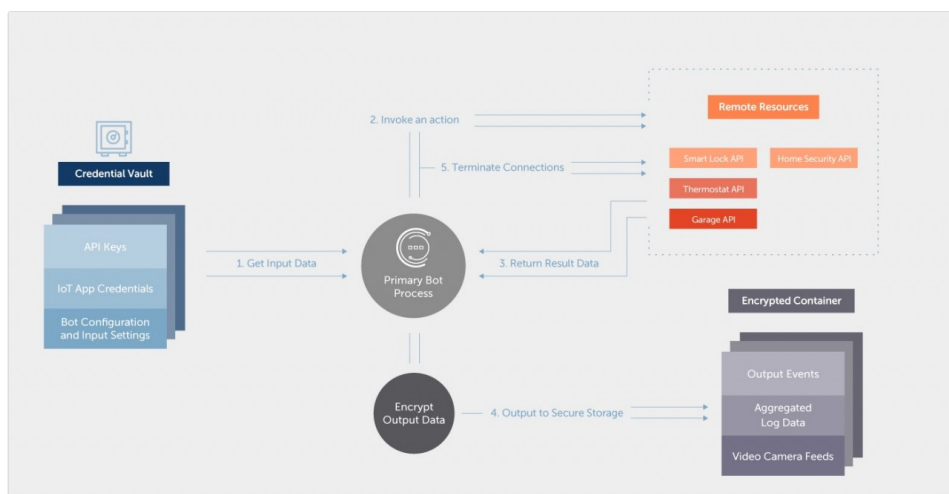 2. Invoke an action
Remote Resources
Credential Vault
5. Terminate Connections
Smart Lock API
Home Security API
Thermostat API
Garage API
API Keys
IoT App Credentials
Bot Configuration
and Input Settings
1. Get Input Data
Primary Bot
Process
3. Return Result Data
Encrypted Container
Encrypt
Output Data
4. Output to Secure Storage
Output Events
Aggregated
Log Data
Video Camera Feeds